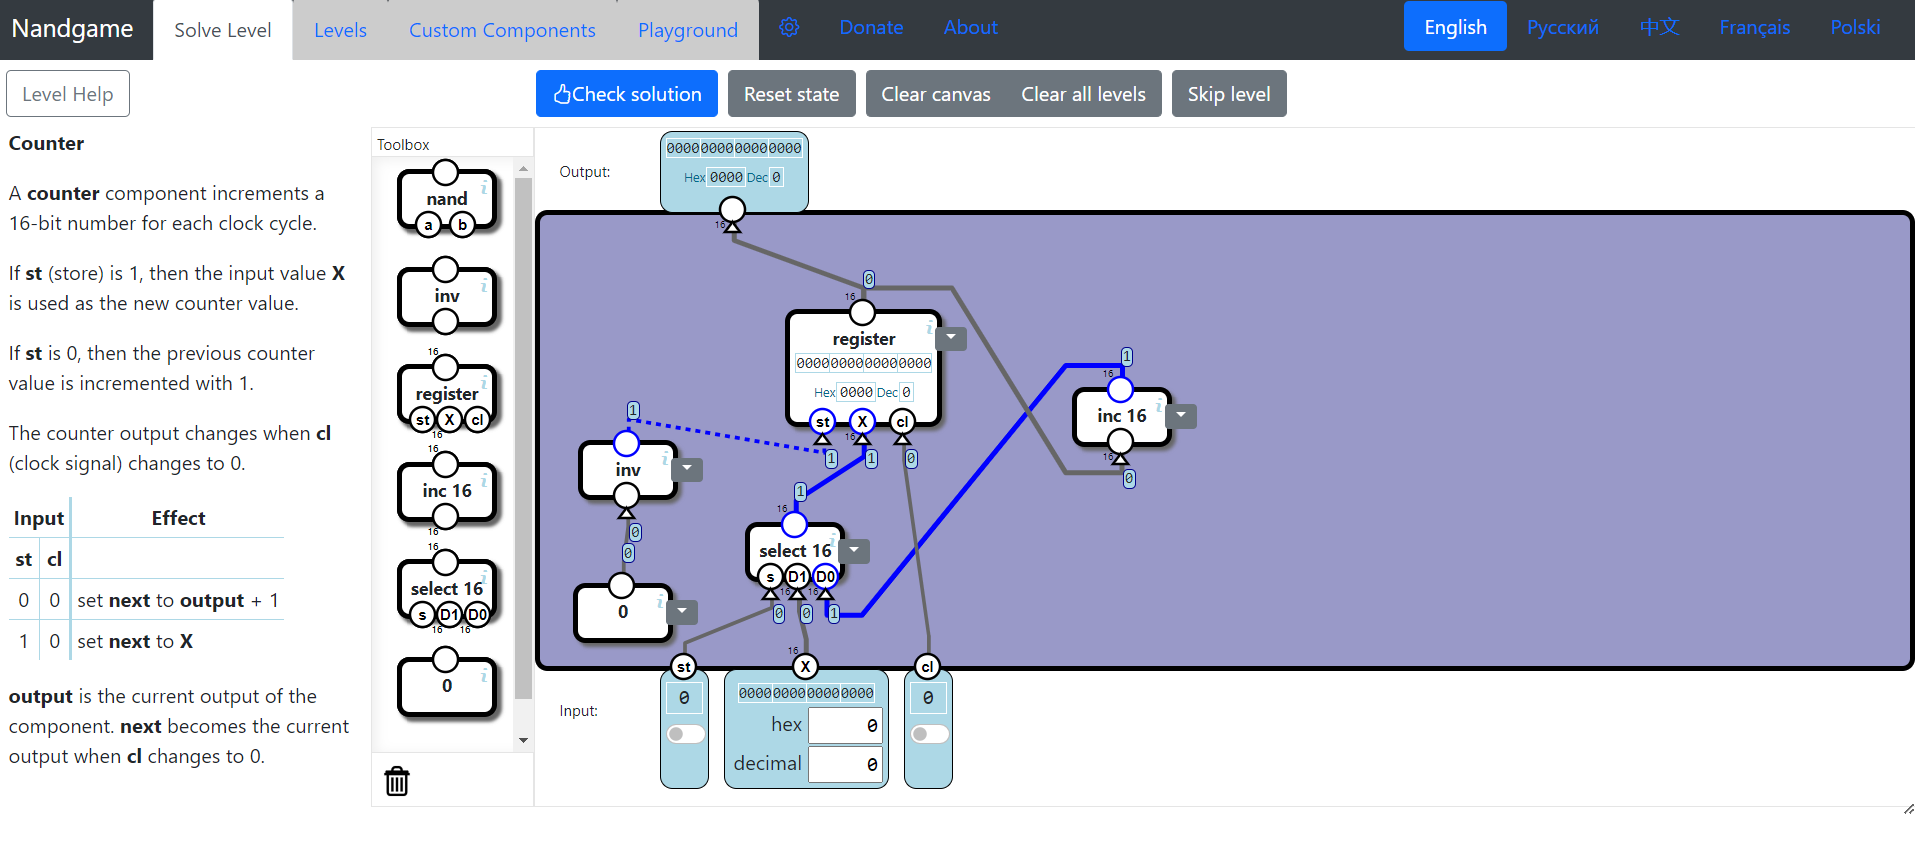 Nandgame Solve Level Levels Custom Components Playground Donate About English Русский 中文 Français Polski
Level Help Check solution Reset state Clear canvas Clear all levels Skip level
Counter
A counter component increments a
16-bit number for each clock cycle.
If st (store) is 1, then the input value X
is used as the new counter value.
If st is 0, then the previous counter
value is incremented with 1.
The counter output changes when cl
(clock signal) changes to 0.
Input Effect
st cl
0 0 set next to output + 1
1 0 set next to X
output is the current output of the
component. next becomes the current
output when cl changes to 0.
Toolbox
nand
a b
inv
16
register
st X cl
16
16
inc 16
16
16
select 16
s D1 D0
16 16
0
Output:
0000000000000000
Hex 0000 Dec 0
16
0
16
register
0000000000000000
Hex 0000 Dec 0
st X cl
16
1 1 0
1
16
inc 16
16
0
1
inv
0
0
0
1
16
select 16
s D1 D0
16 16
0 0 1
16
st X cl
Input:
0
0000000000000000
hex 0
decimal 0
0